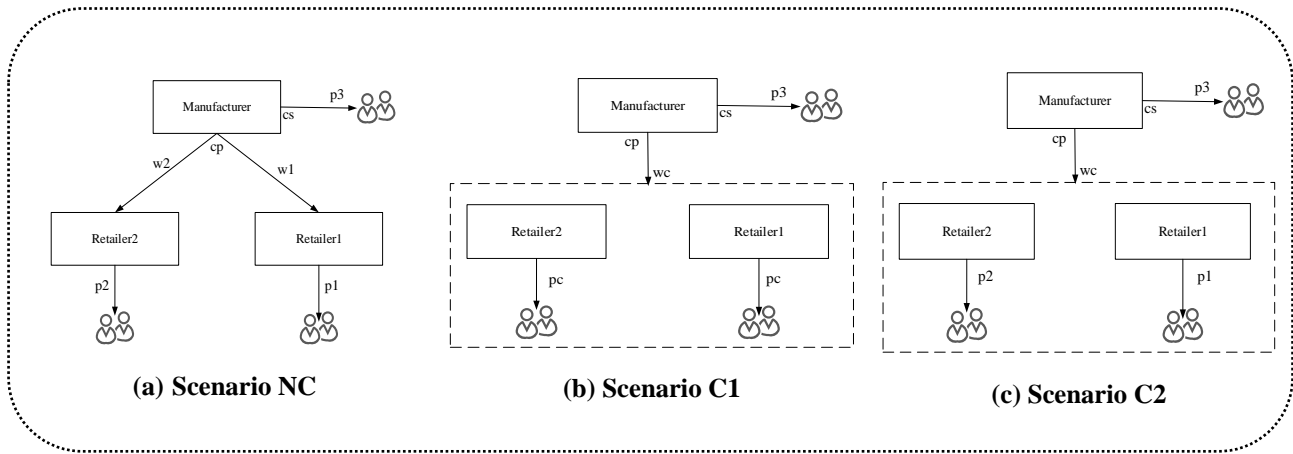 Manufacturer
p3
cs
cp
w2
w1
Retailer2
Retailer1
p2
p1
(a) Scenario NC
Manufacturer
p3
cs
cp
wc
Retailer2
Retailer1
pc
pc
(b) Scenario C1
Manufacturer
p3
cs
cp
wc
Retailer2
Retailer1
p2
p1
(c) Scenario C2